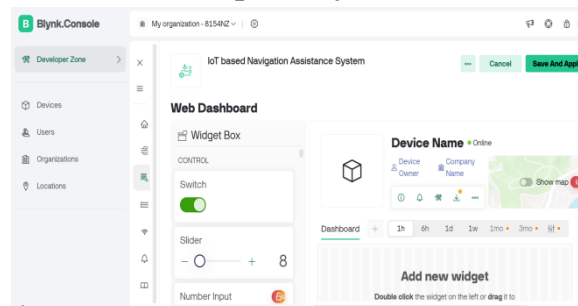 B Blynk.Console
My organization - 8154NZ
Developer Zone
Devices
Users
Organizations
Locations
IoT based Navigation Assistance System
Cancel
Save And Appl
Web Dashboard
Widget Box
CONTROL
Switch
Slider
– + 8
Number Input
64
Device Name • Online
Device Owner
Company Name
Show map
Dashboard + 1h 6h 1d 1w 1mo 3mo
Add new widget
Double click the widget on the left or drag it to